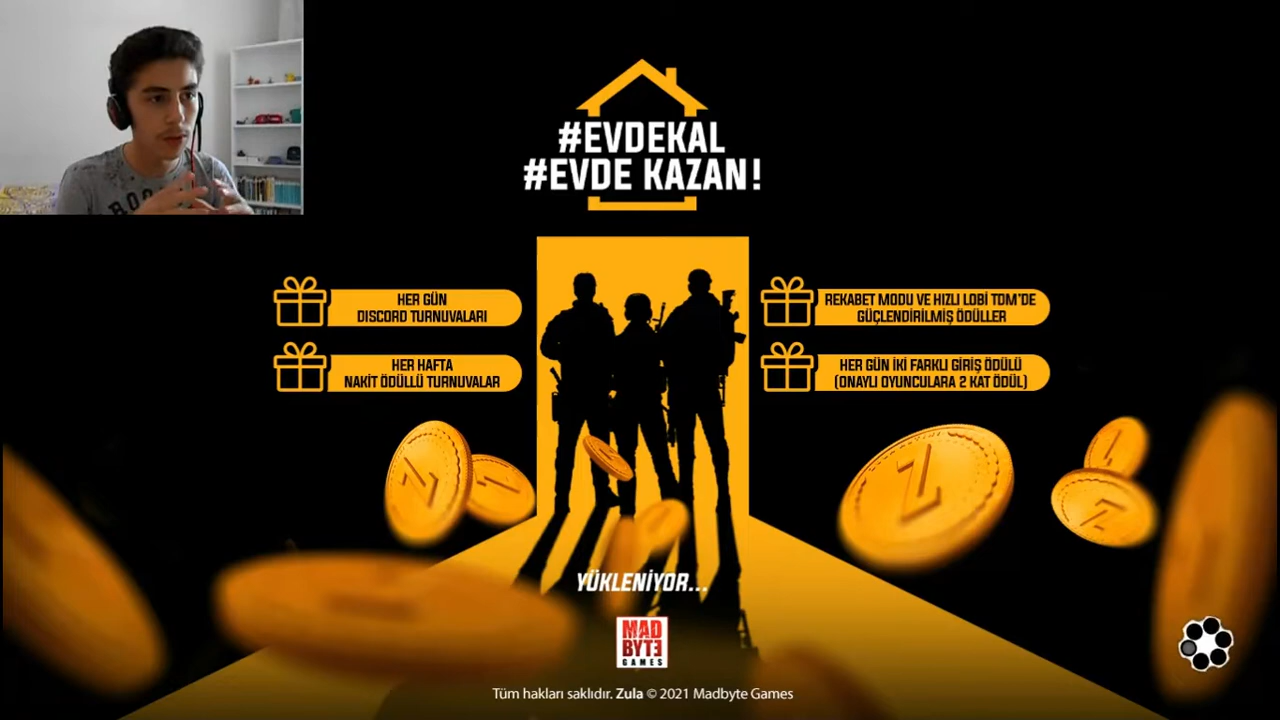 #EVDEKAL
#EVDE KAZAN!
HER GÜN
DISCORD TURNUVALARI
HER HAFTA
NAKİT ÖDÜLLÜ TURNUVALAR
REKABET MODU VE HIZLI LOBİ TDM'DE
GÜÇLENDİRİLMİŞ ÖDÜLLER
HER GÜN İKİ FARKLI GİRİŞ ÖDÜLÜ
(ONAYLI OYUNCULARA 2 KAT ÖDÜL)
YÜKLENİYOR...
MAD
BYTE
GAMES
Tüm hakları saklıdır. Zula © 2021 Madbyte Games